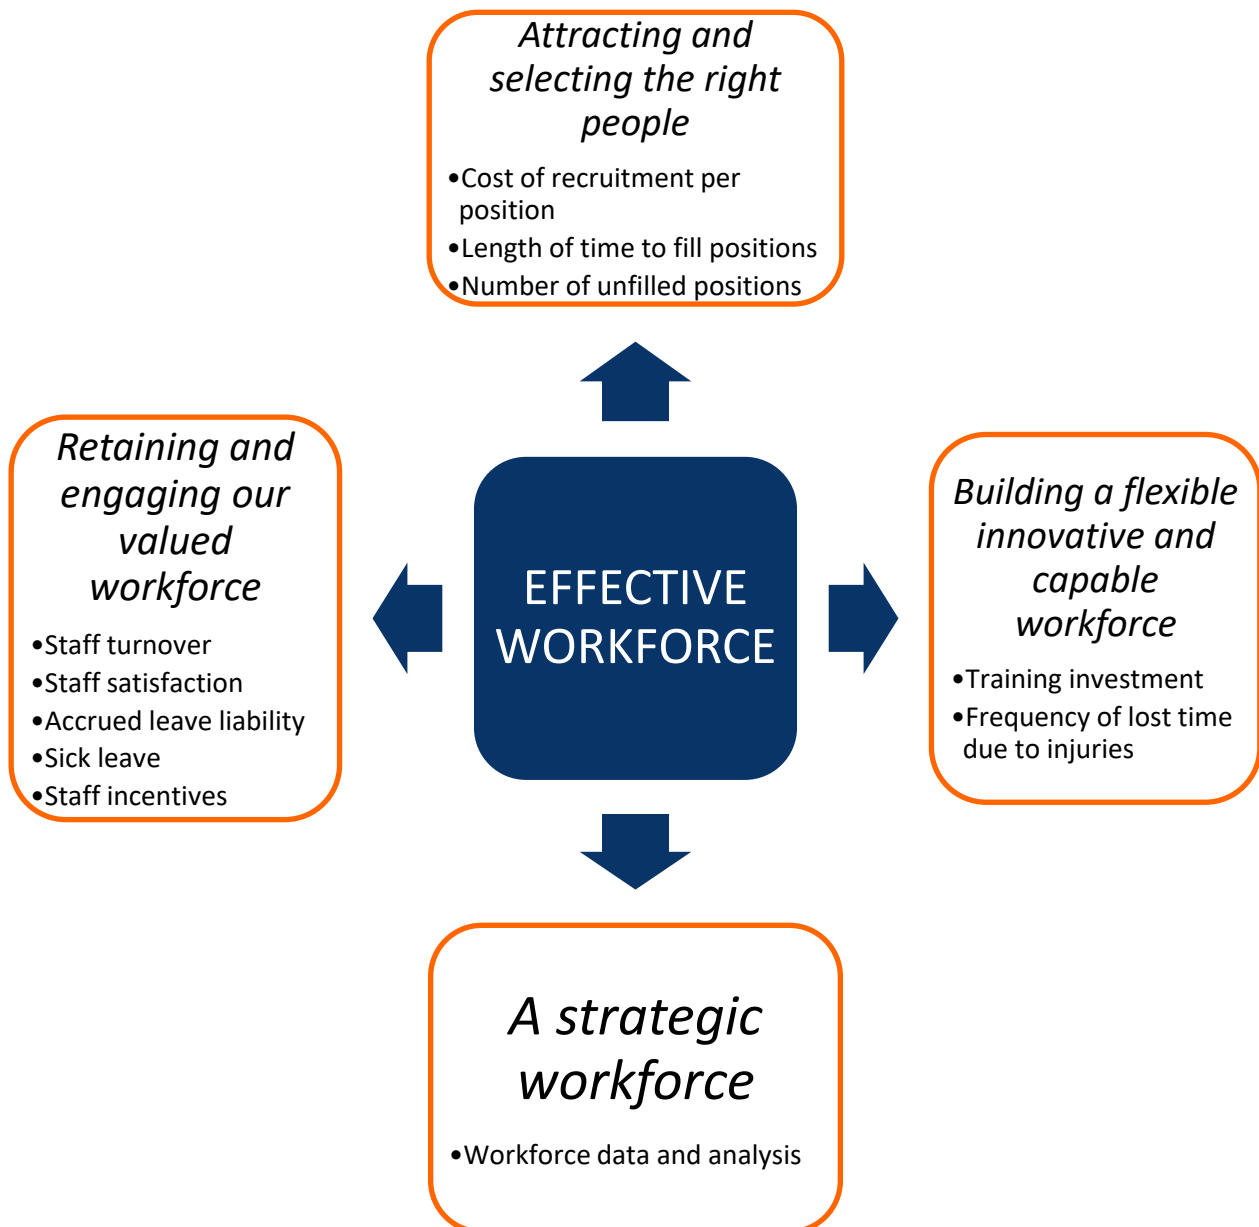 Attracting and
selecting the right
people
•Cost of recruitment per
position
•Length of time to fill positions
•Number of unfilled positions
Retaining and
engaging our
valued
workforce
•Staff turnover
•Staff satisfaction
•Accrued leave liability
•Sick leave
•Staff incentives
EFFECTIVE
WORKFORCE
Building a flexible
innovative and
capable
workforce
•Training investment
•Frequency of lost time
due to injuries
A strategic
workforce
•Workforce data and analysis